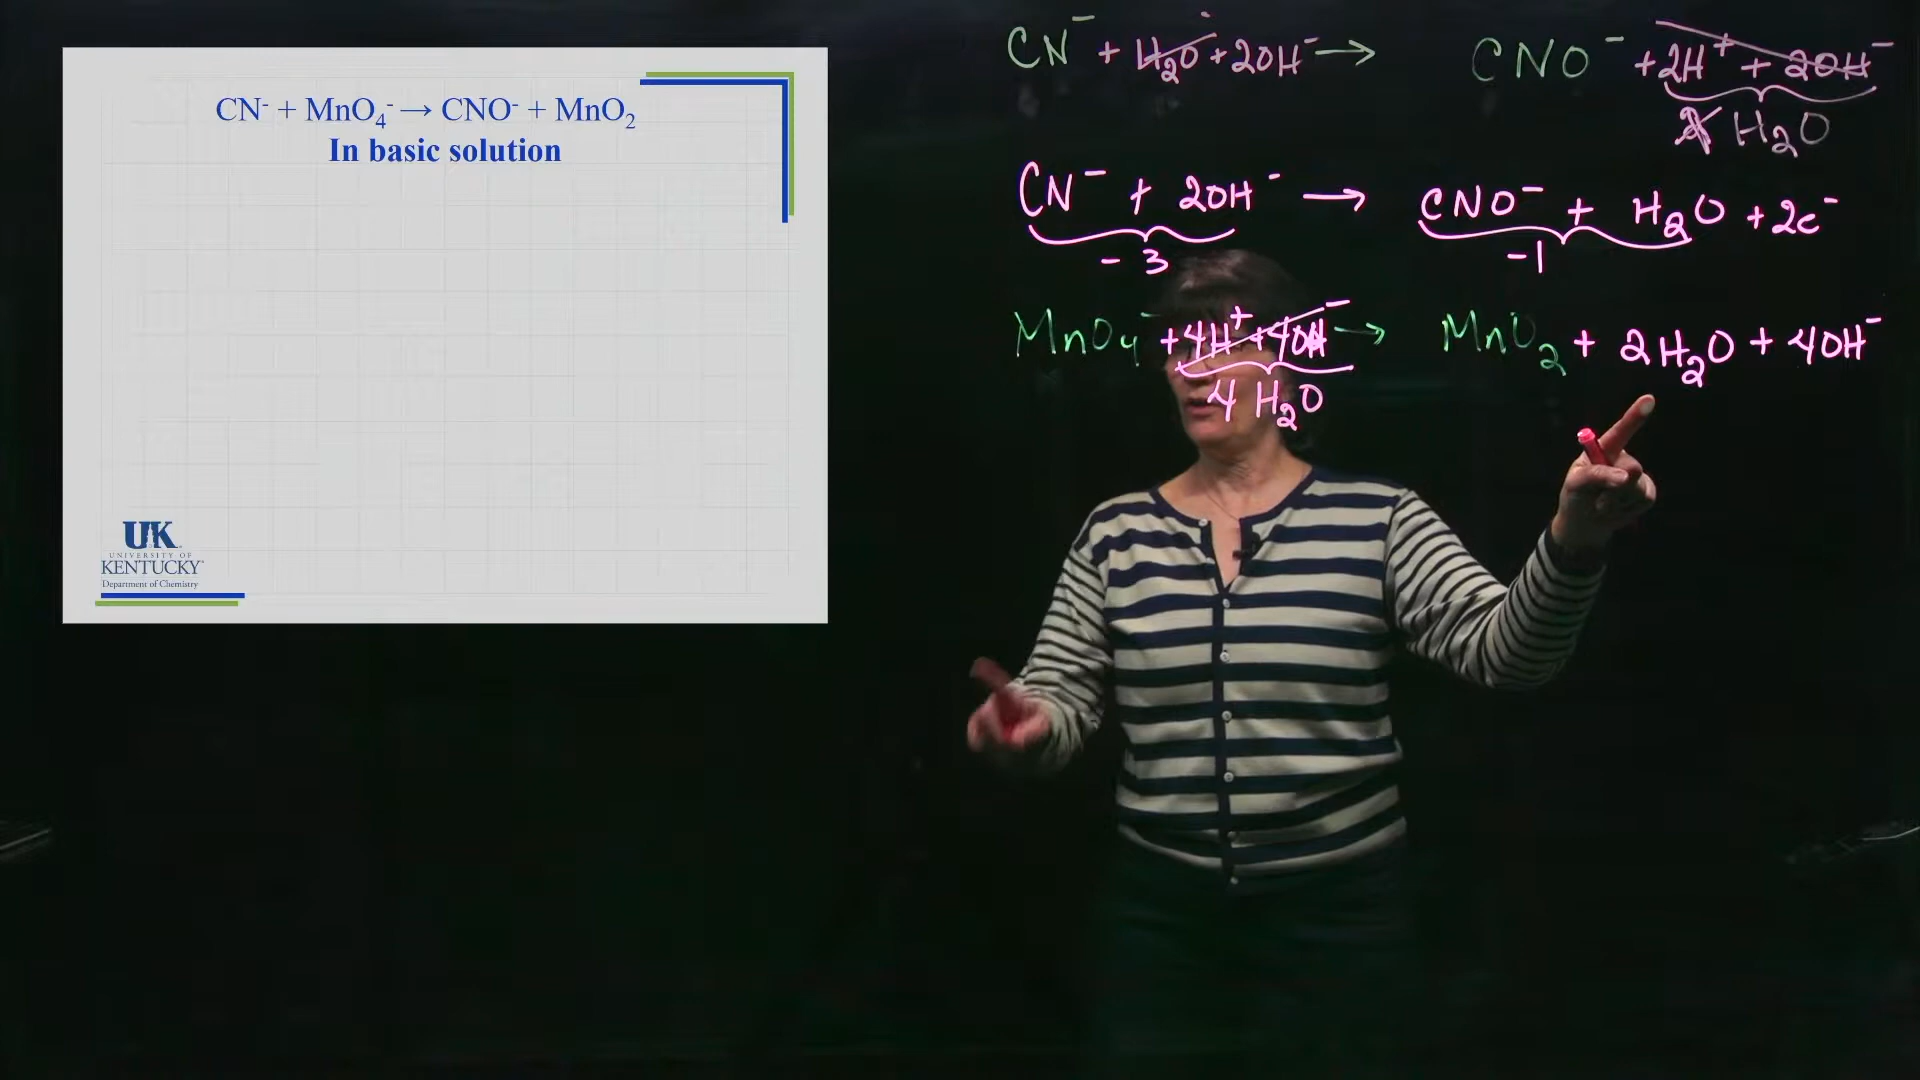 CN⁻ + MnO₄⁻ → CNO⁻ + MnO₂
In basic solution
UK
UNIVERSITY OF
KENTUCKY
Department of Chemistry
CN⁻ + H₂O + 2OH⁻ → CNO⁻ + 2H⁺ + 2OH⁻
2 H₂O
CN⁻ + 2OH⁻ → CNO⁻ + H₂O + 2e⁻
- 3 -1
MnO₄⁻ + 4H⁺ + 4OH⁻ → MnO₂ + 2H₂O + 4OH⁻
4 H₂O